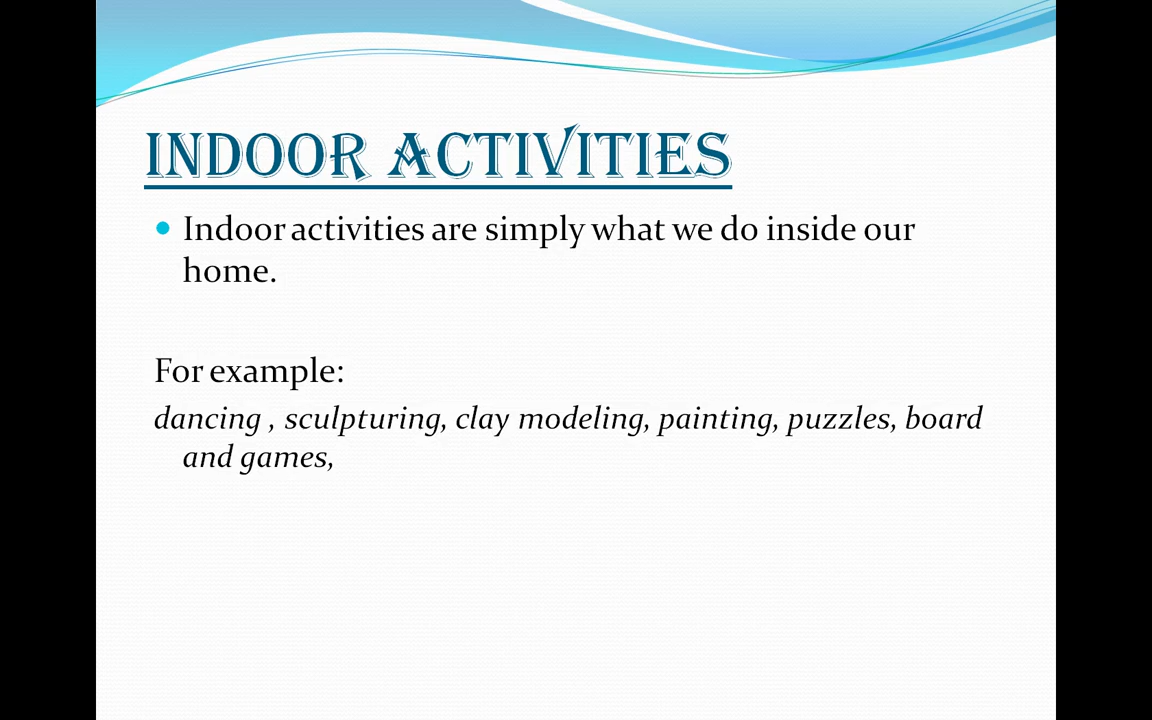 INDOOR ACTIVITIES
Indoor activities are simply what we do inside our
home.
For example:
dancing , sculpturing, clay modeling, painting, puzzles, board
and games,